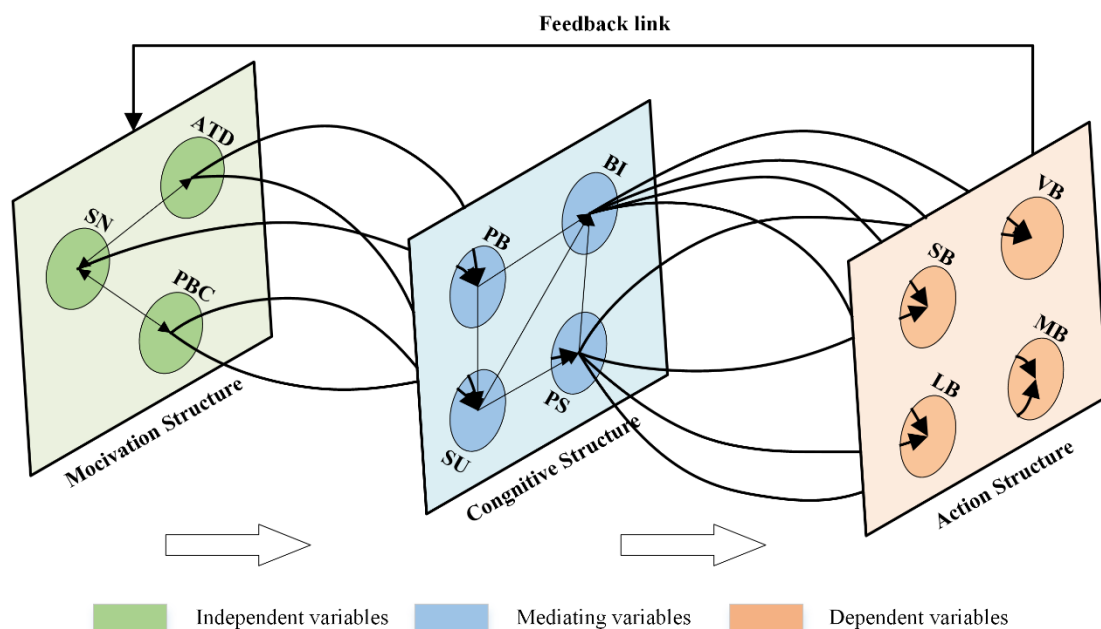 Feedback link
ATD
SN
PBC
Mocivation Structure
BI
PB
PS
SU
Congnitive Structure
VB
SB
MB
LB
Action Structure
Independent variables
Mediating variables
Dependent variables